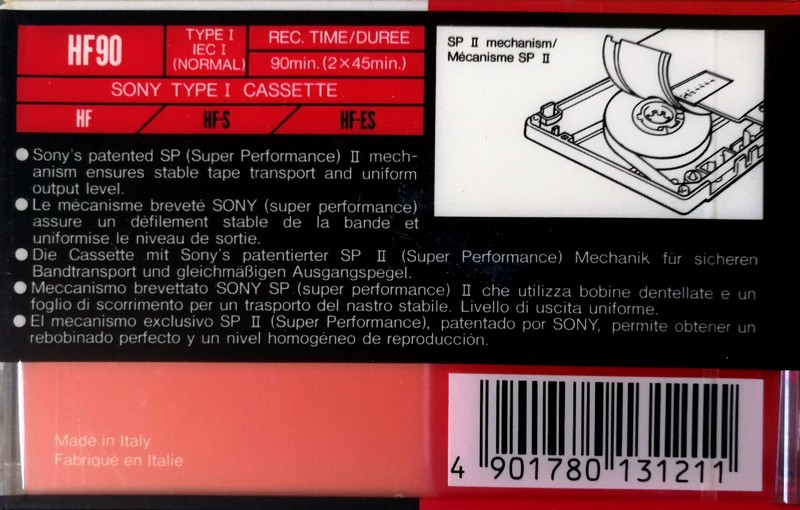 HF90
TYPE I
IEC I
(NORMAL)
REC. TIME/DUREE
90min.(2×45min.)
SONY TYPE I CASSETTE
HF
HF-S
HF-ES
SP II mechanism/
Mécanisme SP II
● Sony's patented SP (Super Performance) II mech-
anism ensures stable tape transport and uniform
output level.
● Le mécanisme breveté SONY (super performance)
assure un défilement stable de la bande et
uniformise le niveau de sortie.
● Die Cassette mit Sony's patentierter SP II (Super Performance) Mechanik für sicheren
Bandtransport und gleichmäßigen Ausgangspegel.
● Meccanismo brevettato SONY SP (super performance) II che utilizza bobine dentellate e un
foglio di scorrimento per un trasporto del nastro stabile. Livello di uscita uniforme.
● El mecanismo exclusivo SP II (Super Performance), patentado por SONY, permite obtener un
rebobinado perfecto y un nivel homogéneo de reproducción.
Made in Italy
Fabriqué en Italie
4 901780 131211